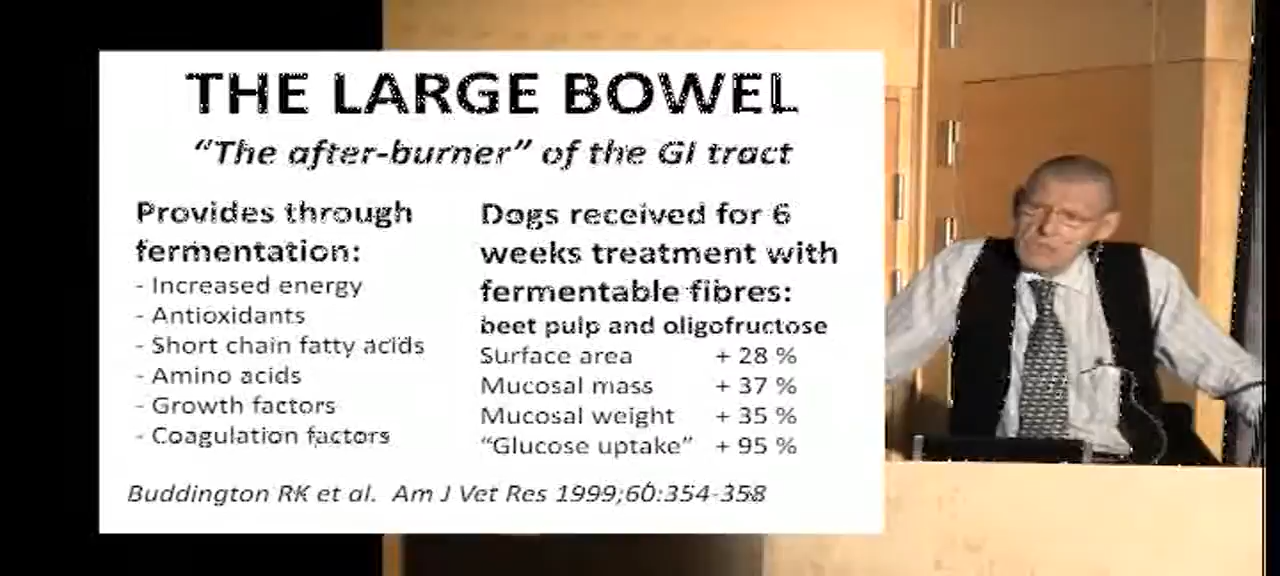 THE LARGE BOWEL
“The after-burner” of the GI tract
Provides through
fermentation:
- Increased energy
- Antioxidants
- Short chain fatty acids
- Amino acids
- Growth factors
- Coagulation factors
Dogs received for 6
weeks treatment with
fermentable fibres:
beet pulp and oligofructose
Surface area + 28 %
Mucosal mass + 37 %
Mucosal weight + 35 %
“Glucose uptake” + 95 %
Buddington RK et al. Am J Vet Res 1999;60:354-358